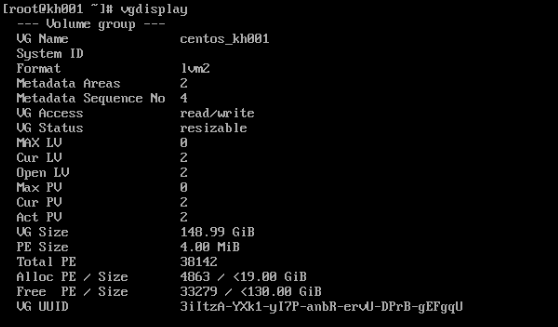 [root@kh001 ~]# vgdisplay
--- Volume group ---
VG Name centos_kh001
System ID
Format lvm2
Metadata Areas 2
Metadata Sequence No 4
VG Access read/write
VG Status resizable
MAX LV 0
Cur LV 2
Open LV 2
Max PV 0
Cur PV 2
Act PV 2
VG Size 148.99 GiB
PE Size 4.00 MiB
Total PE 38142
Alloc PE / Size 4863 / <19.00 GiB
Free PE / Size 33279 / <130.00 GiB
VG UUID 3iItzA-YXk1-yI7P-anbR-ervU-DPrB-gEFgqU